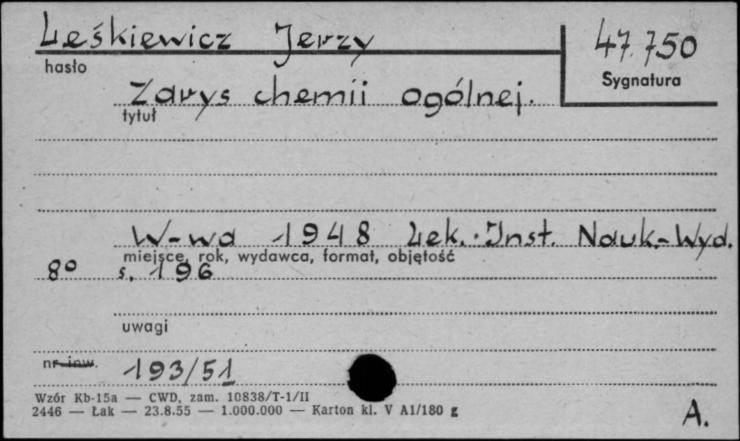 Leśkiewicz Jerzy
47.750
hasło
Sygnatura
Zarys chemii ogólnej.
tytuł
W-wa 1948 Lek. Inst. Nauk.-Wyd.
miejsce, rok, wydawca, format, objętość
8° s. 196
uwagi
nr inw. 193/51
Wzór Kb-15a — CWD, zam. 10838/T-1/II
2446 — Łak — 23.8.55 — 1.000.000 — Karton kl. V A1/180 g
A.